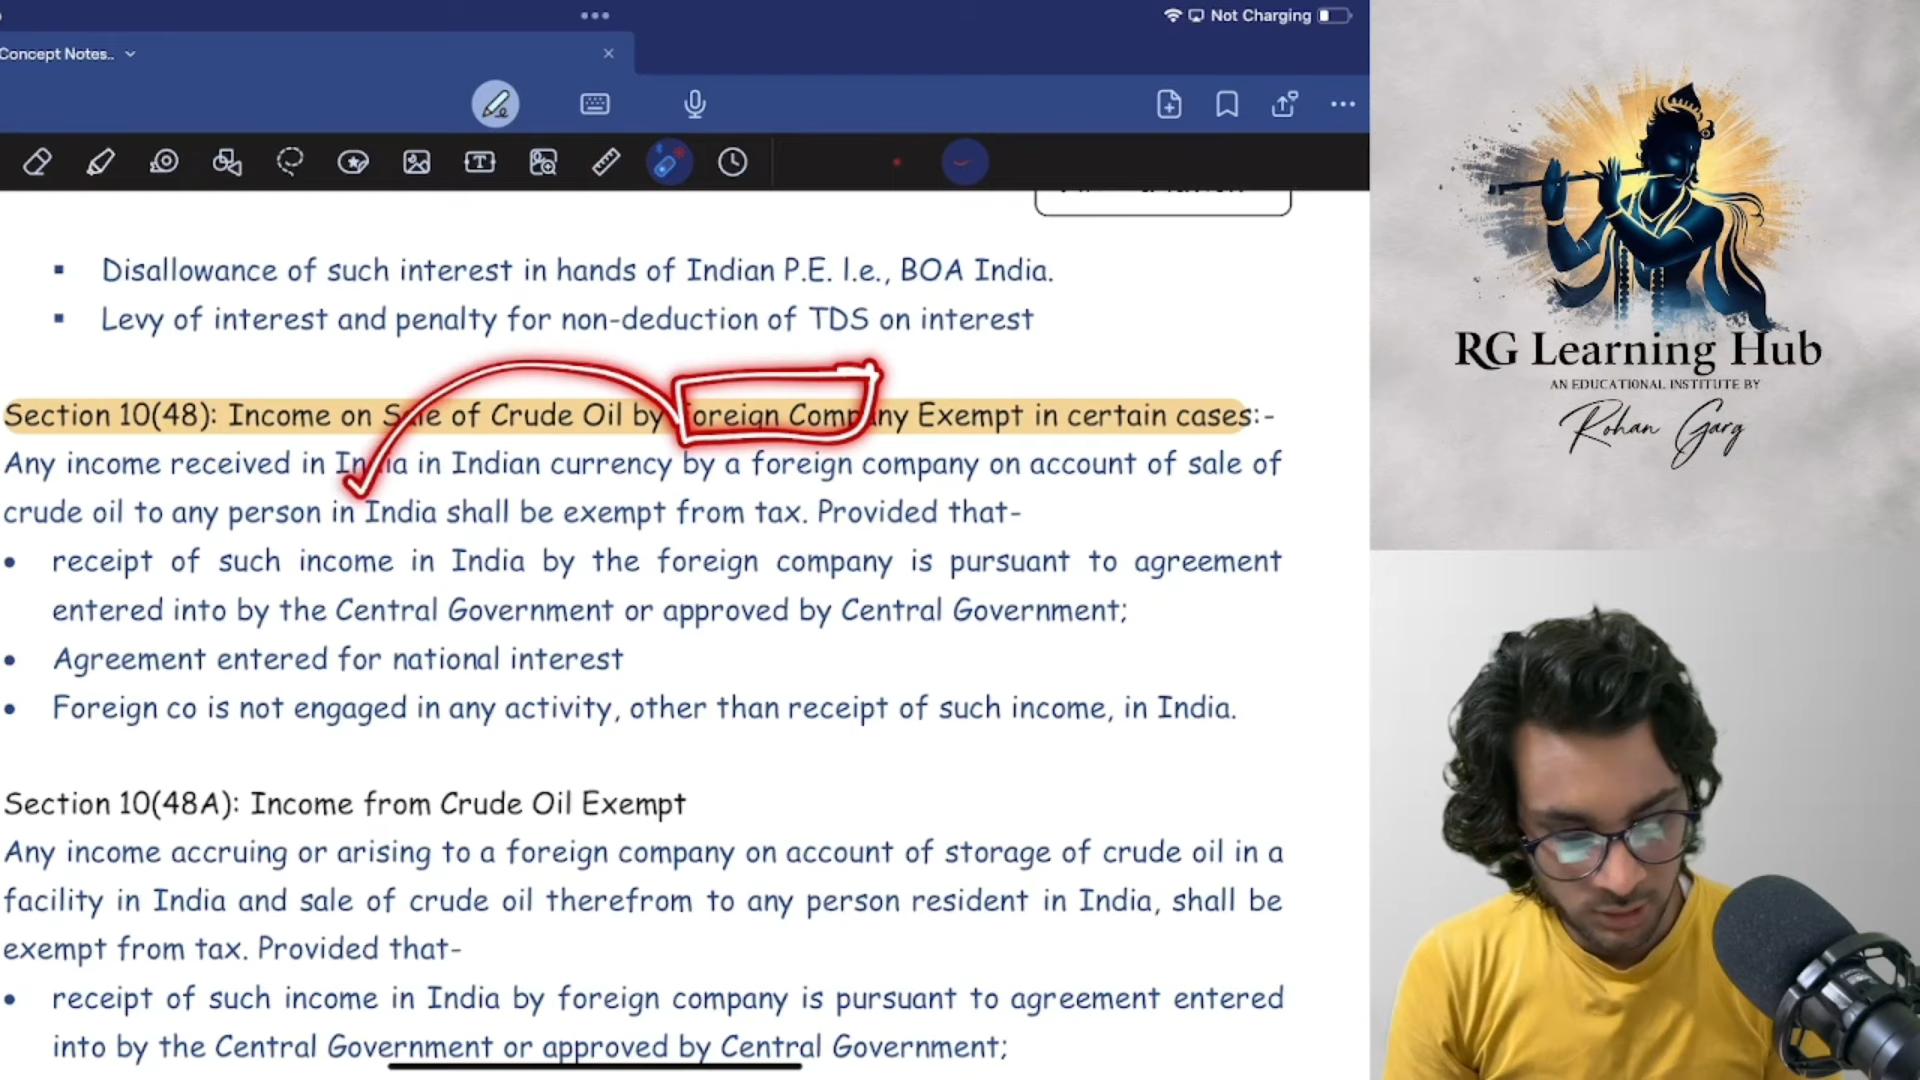 Not Charging
Concept Notes..
Disallowance of such interest in hands of Indian P.E. I.e., BOA India.
Levy of interest and penalty for non-deduction of TDS on interest
Section 10(48): Income on Sale of Crude Oil by Foreign Company Exempt in certain cases:-
Any income received in India in Indian currency by a foreign company on account of sale of
crude oil to any person in India shall be exempt from tax. Provided that-
• receipt of such income in India by the foreign company is pursuant to agreement
entered into by the Central Government or approved by Central Government;
• Agreement entered for national interest
• Foreign co is not engaged in any activity, other than receipt of such income, in India.
Section 10(48A): Income from Crude Oil Exempt
Any income accruing or arising to a foreign company on account of storage of crude oil in a
facility in India and sale of crude oil therefrom to any person resident in India, shall be
exempt from tax. Provided that-
• receipt of such income in India by foreign company is pursuant to agreement entered
into by the Central Government or approved by Central Government;
RG Learning Hub
AN EDUCATIONAL INSTITUTE BY
Rohan Garg